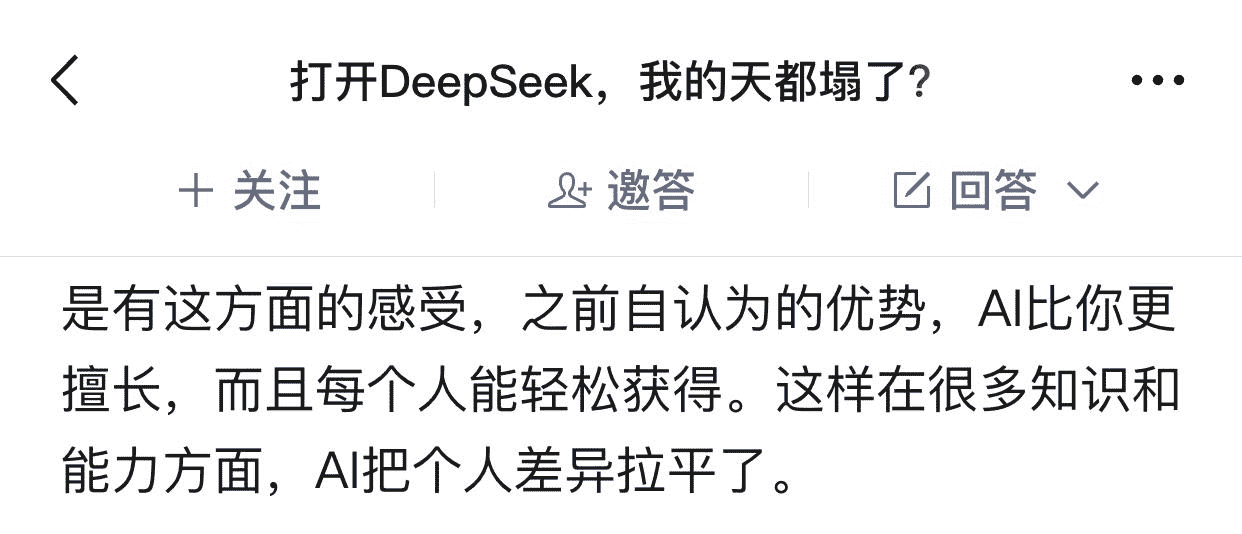 打开DeepSeek，我的天都塌了?
关注
邀答
回答
是有这方面的感受，之前自认为的优势，AI比你更
擅长，而且每个人能轻松获得。这样在很多知识和
能力方面，AI把个人差异拉平了。